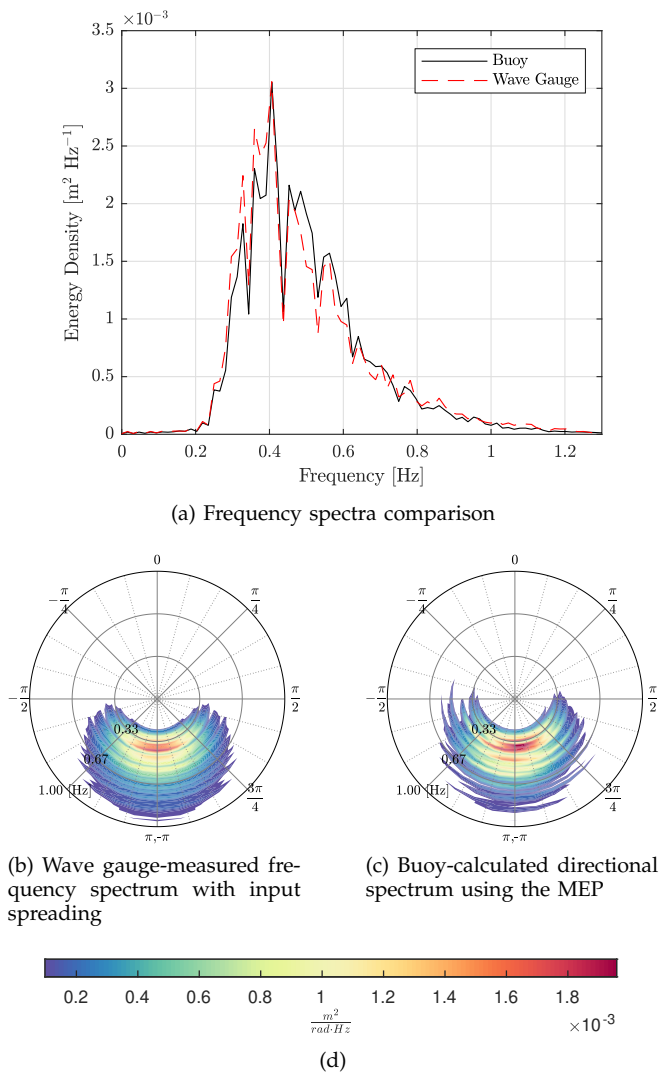 ×10⁻³
3.5
Buoy
Wave Gauge
3
2.5
2
1.5
1
0.5
0
Energy Density [m² Hz⁻¹]
0 0.2 0.4 0.6 0.8 1 1.2
Frequency [Hz]
(a) Frequency spectra comparison
0
-π/4 π/4
-π/2 π/2
0.33
0.67
1.00 [Hz] 3π/4
π,-π
0
-π/4 π/4
-π/2 π/2
0.33
0.67
1.00 [Hz] 3π/4
π,-π
(b) Wave gauge-measured fre-
quency spectrum with input
spreading
(c) Buoy-calculated directional
spectrum using the MEP
0.2 0.4 0.6 0.8 1 1.2 1.4 1.6 1.8
m²/rad·Hz
×10⁻³
(d)